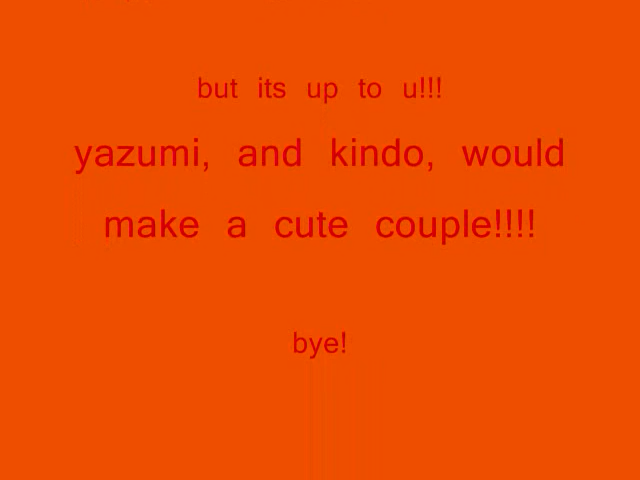 but its up to u!!!
yazumi, and kindo, would
make a cute couple!!!!
bye!